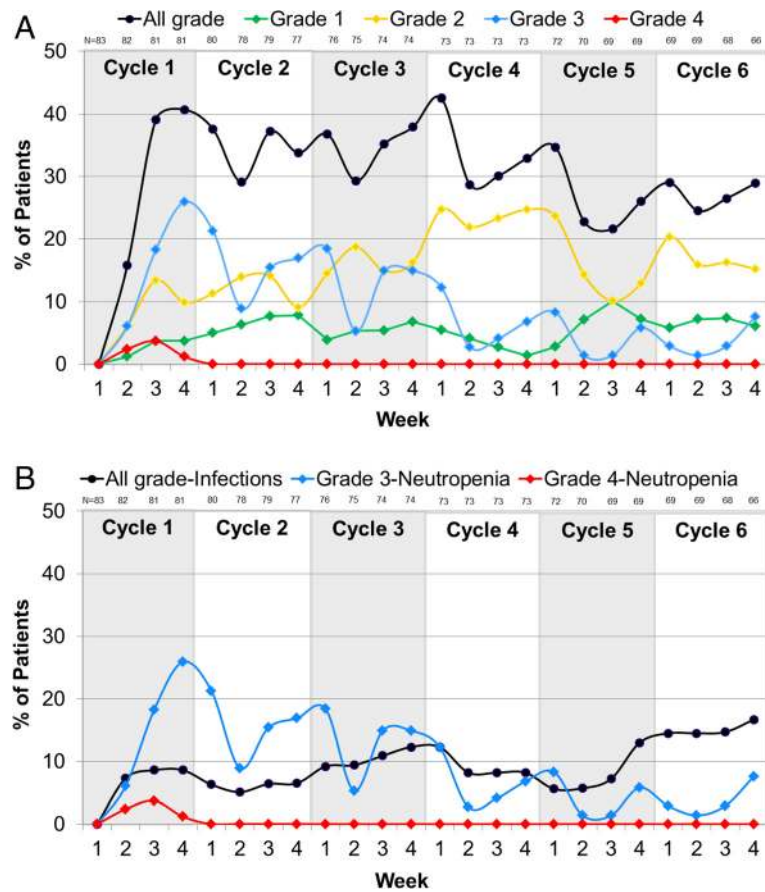 A
All grade Grade 1 Grade 2 Grade 3 Grade 4
N=83 82 81 81 80 78 79 77 76 75 74 74 73 73 73 73 72 70 69 69 69 69 68 66
Cycle 1 Cycle 2 Cycle 3 Cycle 4 Cycle 5 Cycle 6
50
40
30
20
10
0
% of Patients
1 2 3 4 1 2 3 4 1 2 3 4 1 2 3 4 1 2 3 4 1 2 3 4
Week
B
All grade-Infections Grade 3-Neutropenia Grade 4-Neutropenia
N=83 82 81 81 80 78 79 77 76 75 74 74 73 73 73 73 72 70 69 69 69 69 68 66
Cycle 1 Cycle 2 Cycle 3 Cycle 4 Cycle 5 Cycle 6
50
40
30
20
10
0
% of Patients
1 2 3 4 1 2 3 4 1 2 3 4 1 2 3 4 1 2 3 4 1 2 3 4
Week